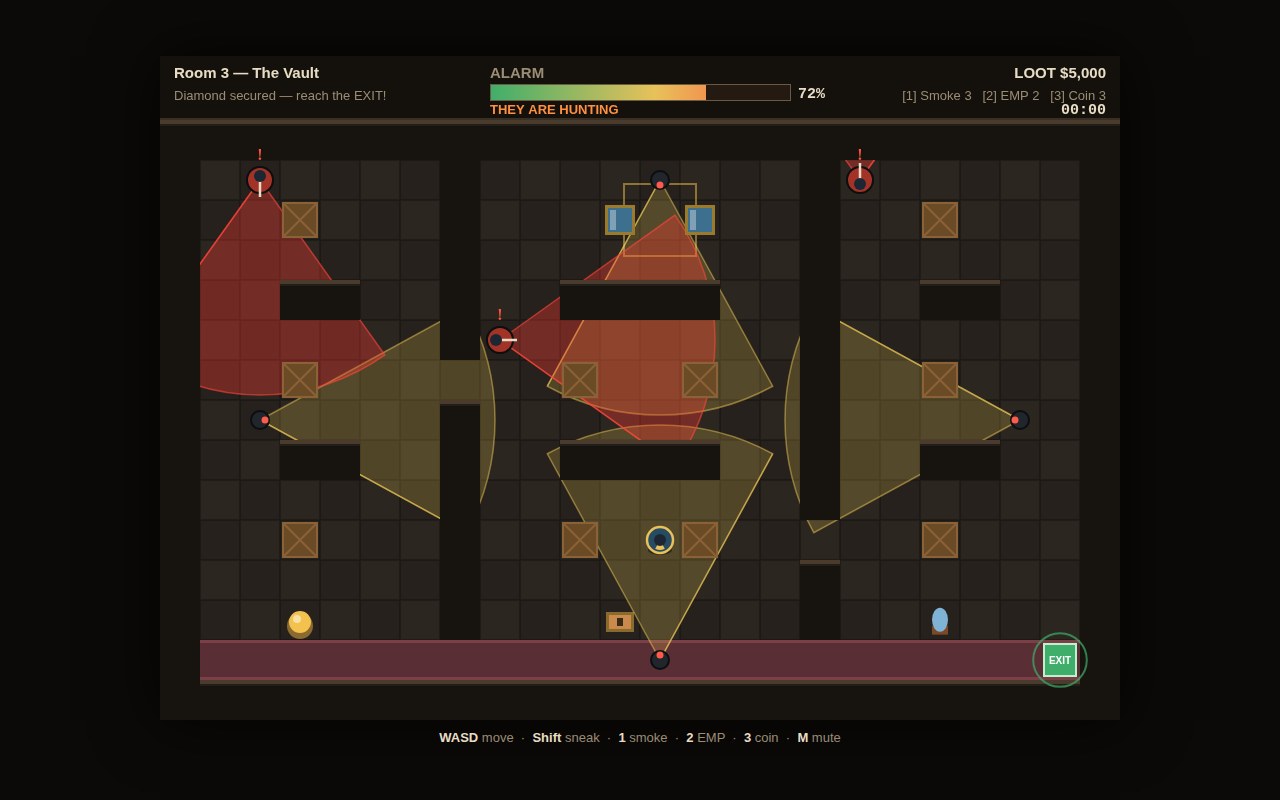 Room 3 — The Vault
Diamond secured — reach the EXIT!
ALARM
72%
THEY ARE HUNTING
LOOT $5,000
[1] Smoke 3 [2] EMP 2 [3] Coin 3
00:00
!
!
!
EXIT
WASD move · Shift sneak · 1 smoke · 2 EMP · 3 coin · M mute